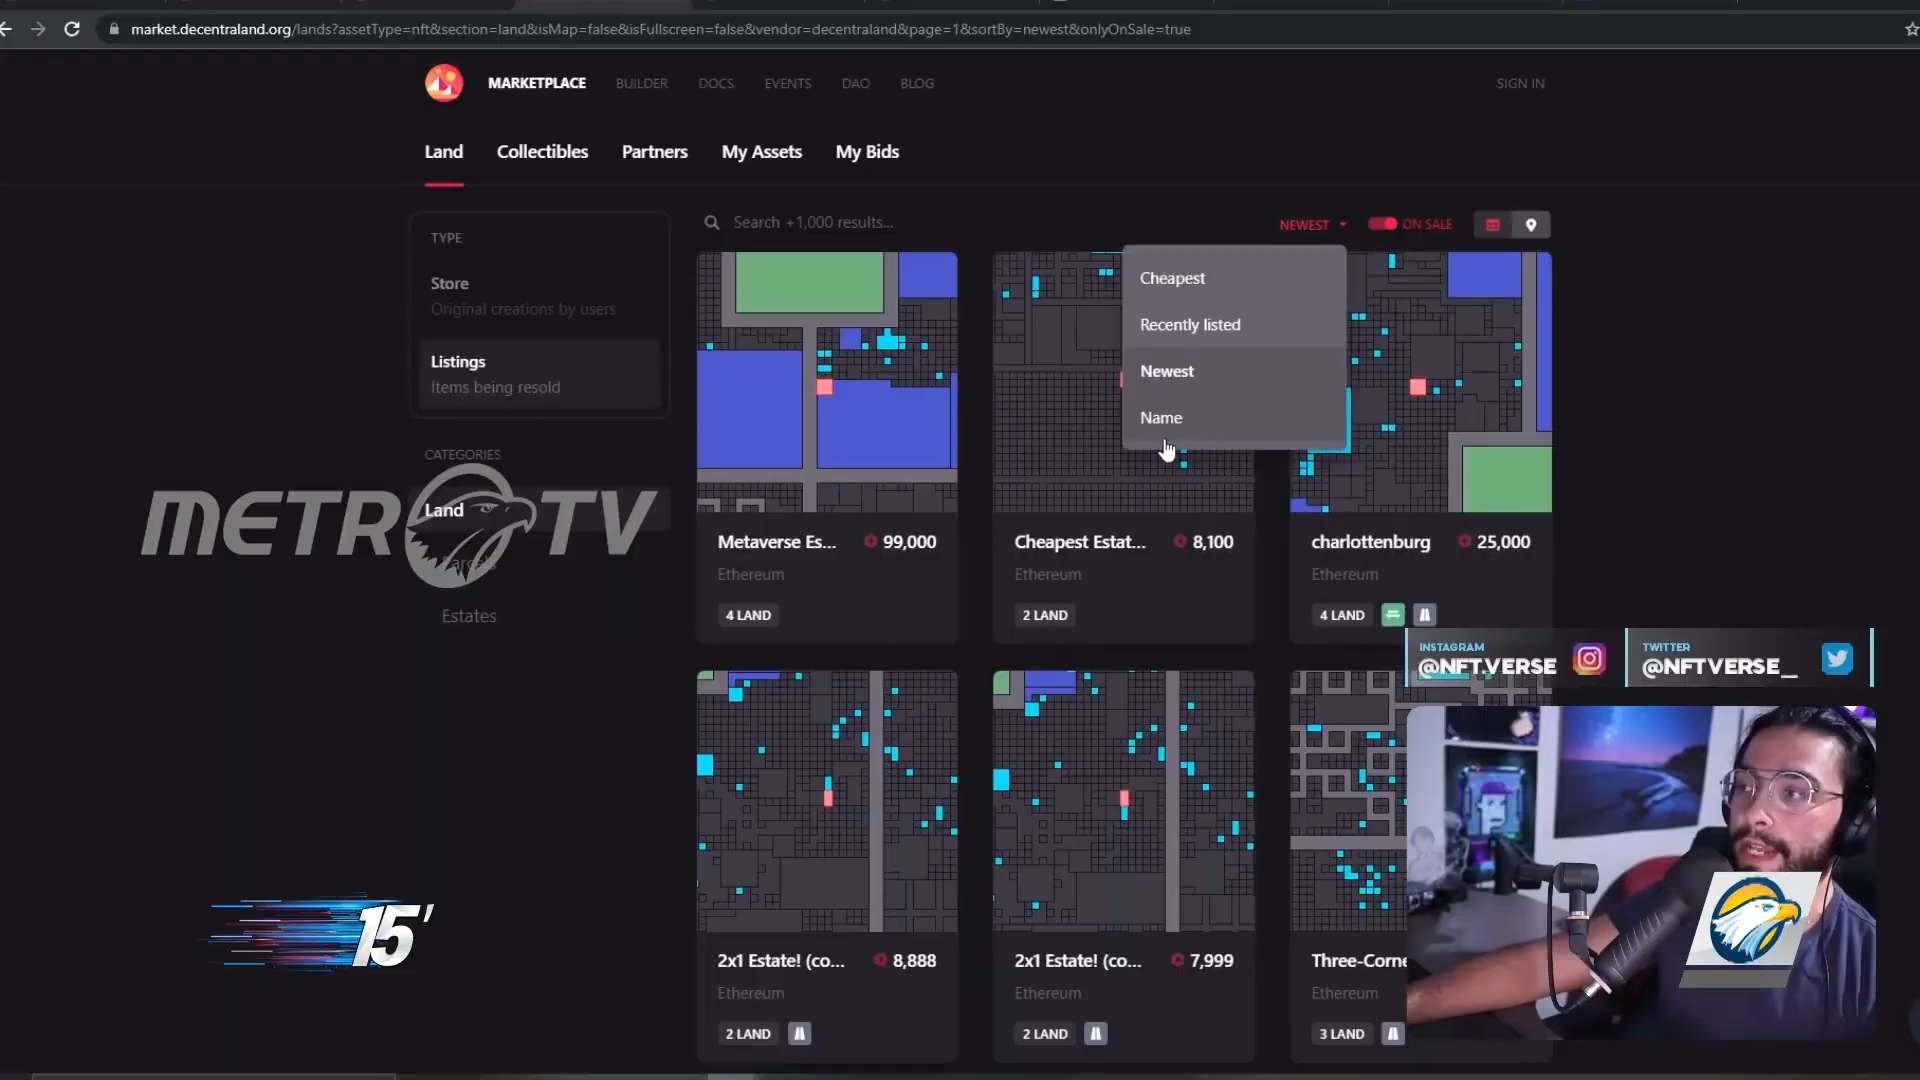 market.decentraland.org/lands?assetType=nft&section=land&isMap=false&isFullscreen=false&vendor=decentraland&page=1&sortBy=newest&onlyOnSale=true
MARKETPLACE BUILDER DOCS EVENTS DAO BLOG SIGN IN
Land Collectibles Partners My Assets My Bids
TYPE
Store
Original creations by users
Listings
Items being resold
CATEGORIES
Land
Parcels
Estates
METRO TV
Search +1,000 results...
NEWEST ON SALE
Cheapest
Recently listed
Newest
Name
Metaverse Es... 99,000
Ethereum
4 LAND
Cheapest Estat... 8,100
Ethereum
2 LAND
charlottenburg 25,000
Ethereum
4 LAND
2x1 Estate! (co... 8,888
Ethereum
2 LAND
2x1 Estate! (co... 7,999
Ethereum
2 LAND
Three-Corne
Ethereum
3 LAND
INSTAGRAM
@NFTVERSE
TWITTER
@NFTVERSE_
15'